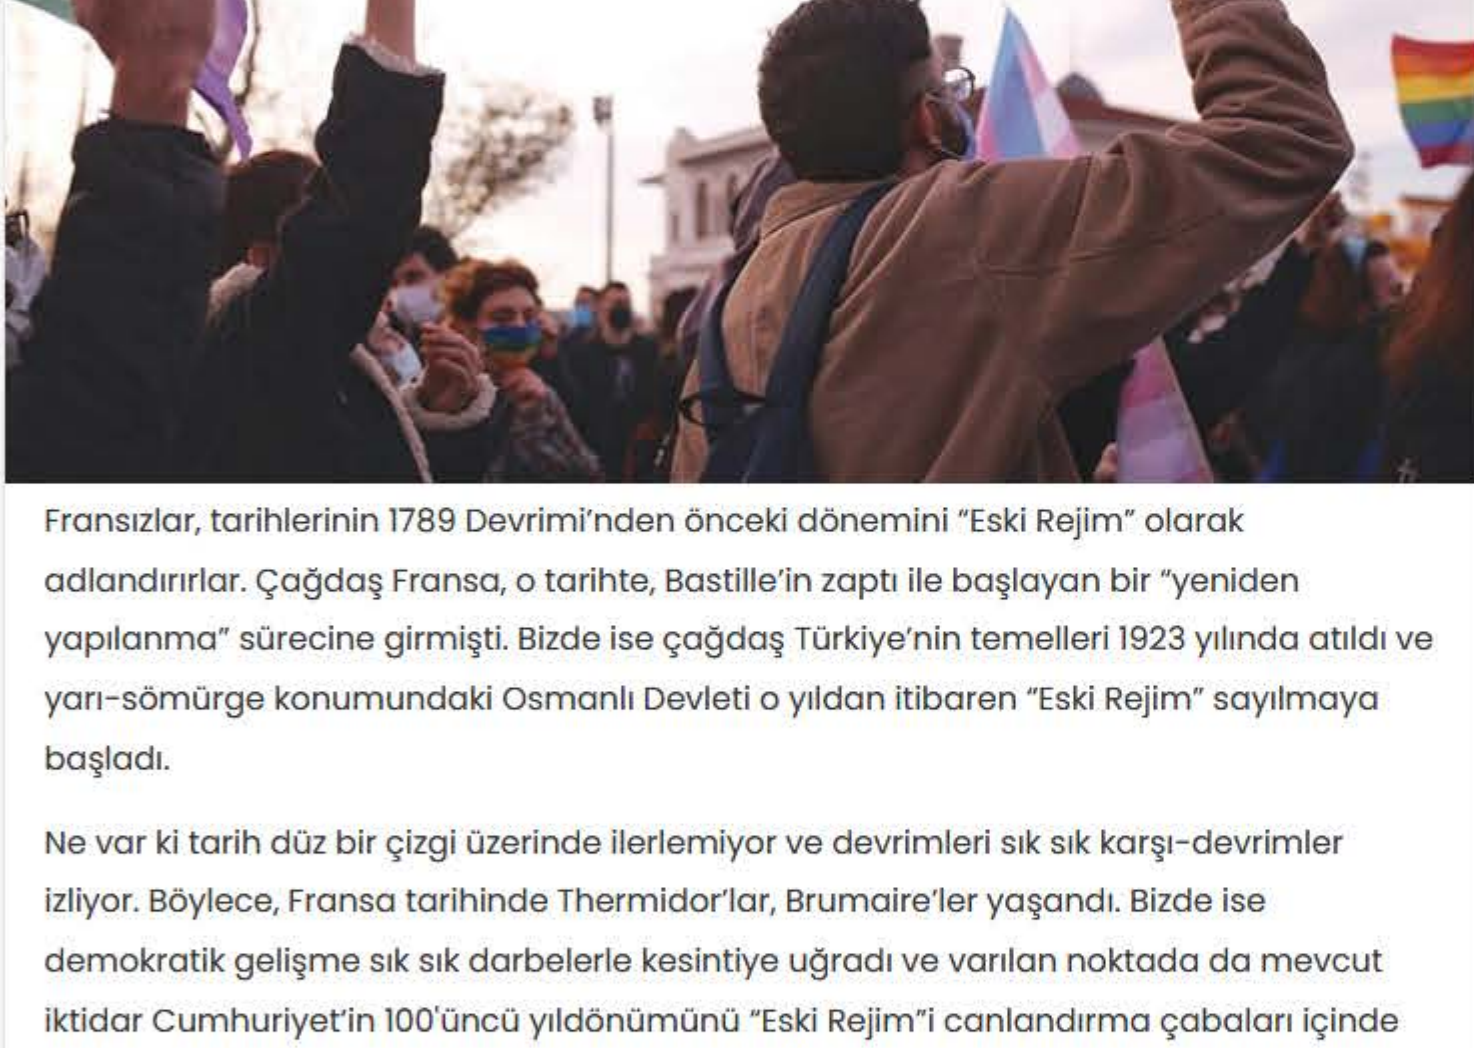 Fransızlar, tarihlerinin 1789 Devrimi’nden önceki dönemini “Eski Rejim” olarak
adlandırırlar. Çağdaş Fransa, o tarihte, Bastille’in zaptı ile başlayan bir “yeniden
yapılanma” sürecine girmişti. Bizde ise çağdaş Türkiye’nin temelleri 1923 yılında atıldı ve
yarı-sömürge konumundaki Osmanlı Devleti o yıldan itibaren “Eski Rejim” sayılmaya
başladı.
Ne var ki tarih düz bir çizgi üzerinde ilerlemiyor ve devrimleri sık sık karşı-devrimler
izliyor. Böylece, Fransa tarihinde Thermidor’lar, Brumaire’ler yaşandı. Bizde ise
demokratik gelişme sık sık darbelerle kesintiye uğradı ve varılan noktada da mevcut
iktidar Cumhuriyet’in 100'üncü yıldönümünü “Eski Rejim”i canlandırma çabaları içinde